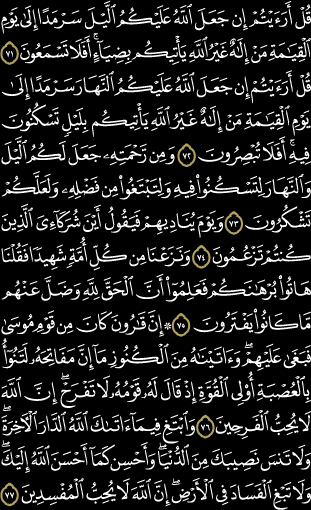 قُلۡ أَرَءَيۡتُمۡ إِن جَعَلَ ٱللَّهُ عَلَيۡكُمُ ٱلَّيۡلَ سَرۡمَدًا إِلَىٰ يَوۡمِ
ٱلۡقِيَٰمَةِ مَنۡ إِلَٰهٌ غَيۡرُ ٱللَّهِ يَأۡتِيكُم بِضِيَآءٍۚ أَفَلَا تَسۡمَعُونَ ٧١
قُلۡ أَرَءَيۡتُمۡ إِن جَعَلَ ٱللَّهُ عَلَيۡكُمُ ٱلنَّهَارَ سَرۡمَدًا إِلَىٰ
يَوۡمِ ٱلۡقِيَٰمَةِ مَنۡ إِلَٰهٌ غَيۡرُ ٱللَّهِ يَأۡتِيكُم بِلَيۡلٖ تَسۡكُنُونَ
فِيهِۚ أَفَلَا تُبۡصِرُونَ ٧٢ وَمِن رَّحۡمَتِهِۦ جَعَلَ لَكُمُ ٱلَّيۡلَ
وَٱلنَّهَارَ لِتَسۡكُنُواْ فِيهِ وَلِتَبۡتَغُواْ مِن فَضۡلِهِۦ وَلَعَلَّكُمۡ
تَشۡكُرُونَ ٧٣ وَيَوۡمَ يُنَادِيهِمۡ فَيَقُولُ أَيۡنَ شُرَكَآءِيَ ٱلَّذِينَ
كُنتُمۡ تَزۡعُمُونَ ٧٤ وَنَزَعۡنَا مِن كُلِّ أُمَّةٖ شَهِيدٗا فَقُلۡنَا
هَاتُواْ بُرۡهَٰنَكُمۡ فَعَلِمُوٓاْ أَنَّ ٱلۡحَقَّ لِلَّهِ وَضَلَّ عَنۡهُم
مَّا كَانُواْ يَفۡتَرُونَ ٧٥ ۞ إِنَّ قَٰرُونَ كَانَ مِن قَوۡمِ مُوسَىٰ
فَبَغَىٰ عَلَيۡهِمۡۖ وَءَاتَيۡنَٰهُ مِنَ ٱلۡكُنُوزِ مَآ إِنَّ مَفَاتِحَهُۥ لَتَنُوٓأُ
بِٱلۡعُصۡبَةِ أُوْلِي ٱلۡقُوَّةِ إِذۡ قَالَ لَهُۥ قَوۡمُهُۥ لَا تَفۡرَحۡۖ إِنَّ ٱللَّهَ
لَا يُحِبُّ ٱلۡفَرِحِينَ ٧٦ وَٱبۡتَغِ فِيمَآ ءَاتَىٰكَ ٱللَّهُ ٱلدَّارَ ٱلۡأٓخِرَةَۖ
وَلَا تَنسَ نَصِيبَكَ مِنَ ٱلدُّنۡيَاۖ وَأَحۡسِن كَمَآ أَحۡسَنَ ٱللَّهُ إِلَيۡكَۖ
وَلَا تَبۡغِ ٱلۡفَسَادَ فِي ٱلۡأَرۡضِۖ إِنَّ ٱللَّهَ لَا يُحِبُّ ٱلۡمُفۡسِدِينَ ٧٧